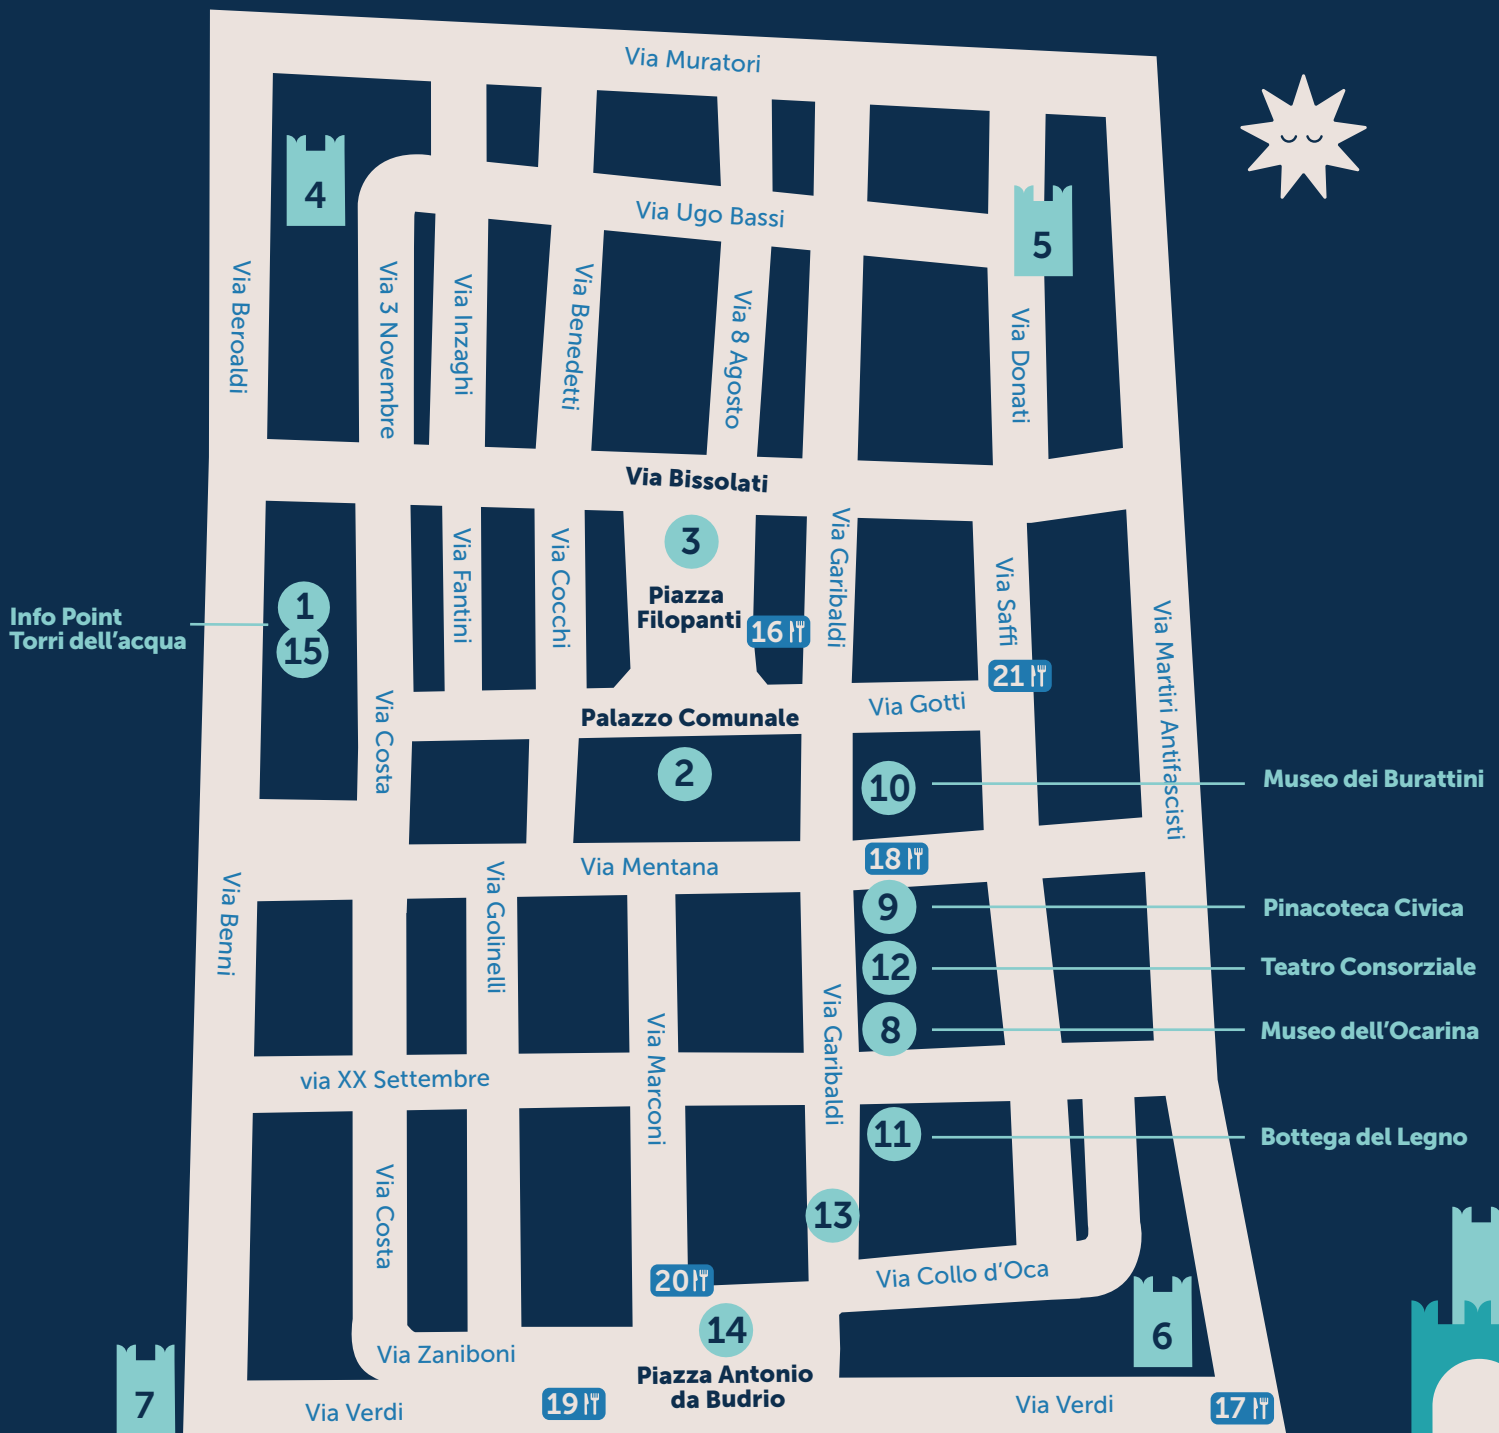 Via Muratori
4
Via Ugo Bassi
5
Via Beroaldi
Via 3 Novembre
Via Inzaghi
Via Benedetti
Via 8 Agosto
Via Donati
Via Bissolati
3
Via Fantini
Via Cocchi
Piazza
Filopanti
16
Via Garibaldi
Via Saffi
21
Via Martiri Antifascisti
Info Point
Torri dell'acqua
1
15
Via Costa
Palazzo Comunale
Via Gotti
2
10
Museo dei Burattini
Via Mentana
18
Via Benni
Via Golinelli
9
Pinacoteca Civica
12
Teatro Consorziale
8
Museo dell'Ocarina
Via Marconi
Via Garibaldi
via XX Settembre
11
Bottega del Legno
Via Costa
13
20
Via Collo d'Oca
14
6
Via Zaniboni
Piazza Antonio
da Budrio
7
Via Verdi
19
Via Verdi
17